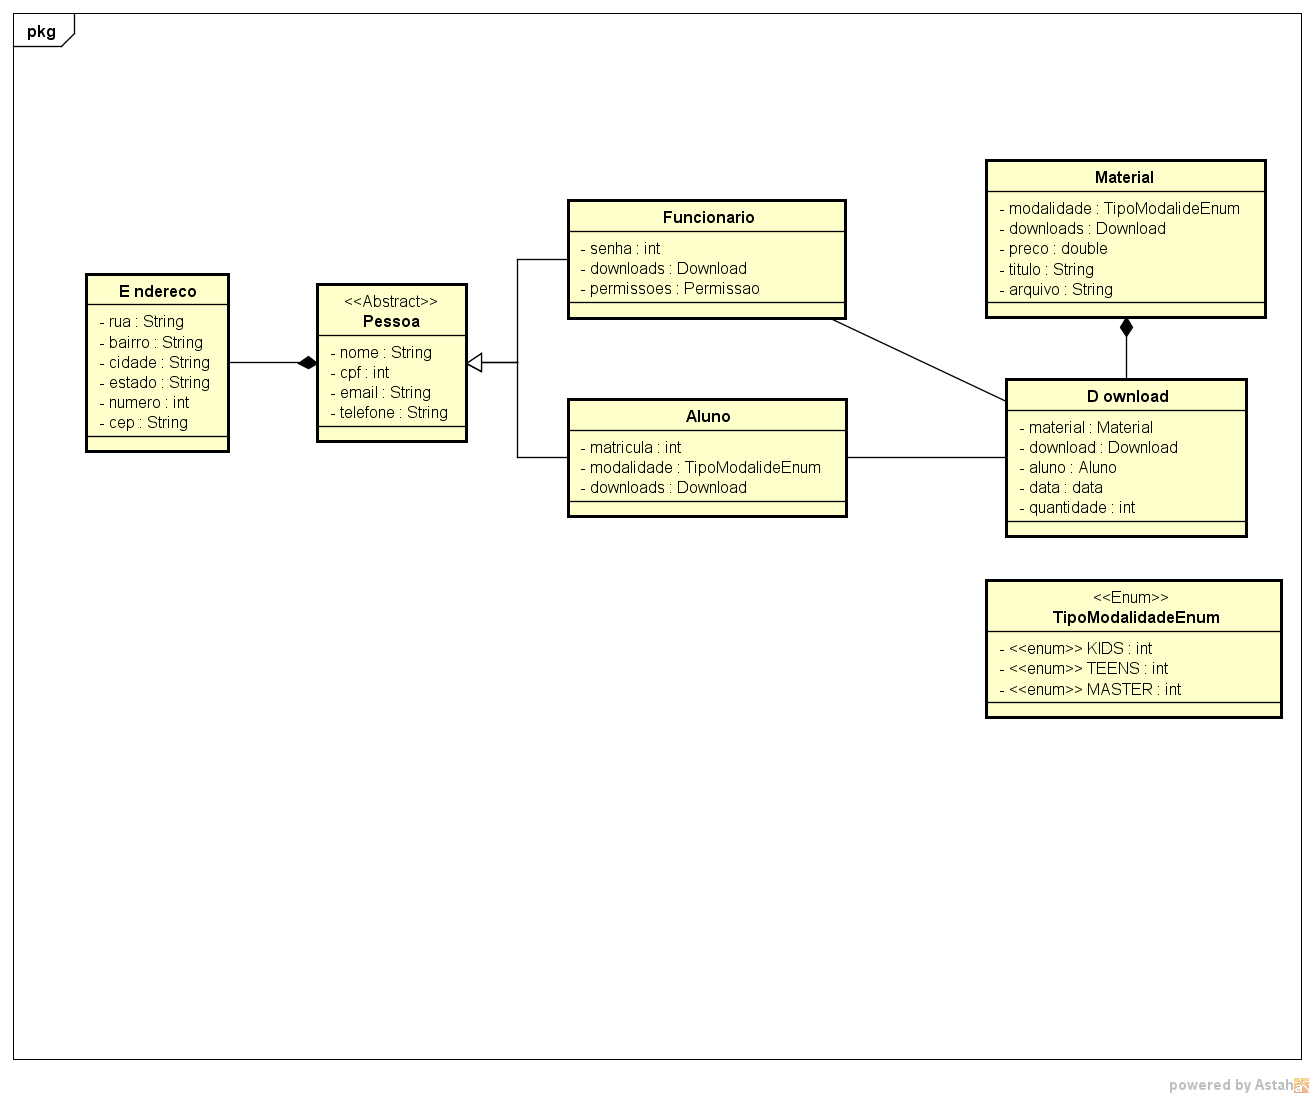 pkg
E ndereco
- rua : String
- bairro : String
- cidade : String
- estado : String
- numero : int
- cep : String
<<Abstract>>
Pessoa
- nome : String
- cpf : int
- email : String
- telefone : String
Funcionario
- senha : int
- downloads : Download
- permissoes : Permissao
Aluno
- matricula : int
- modalidade : TipoModalideEnum
- downloads : Download
Material
- modalidade : TipoModalideEnum
- downloads : Download
- preco : double
- titulo : String
- arquivo : String
D ownload
- material : Material
- download : Download
- aluno : Aluno
- data : data
- quantidade : int
<<Enum>>
TipoModalidadeEnum
- <<enum>> KIDS : int
- <<enum>> TEENS : int
- <<enum>> MASTER : int
powered by Astah